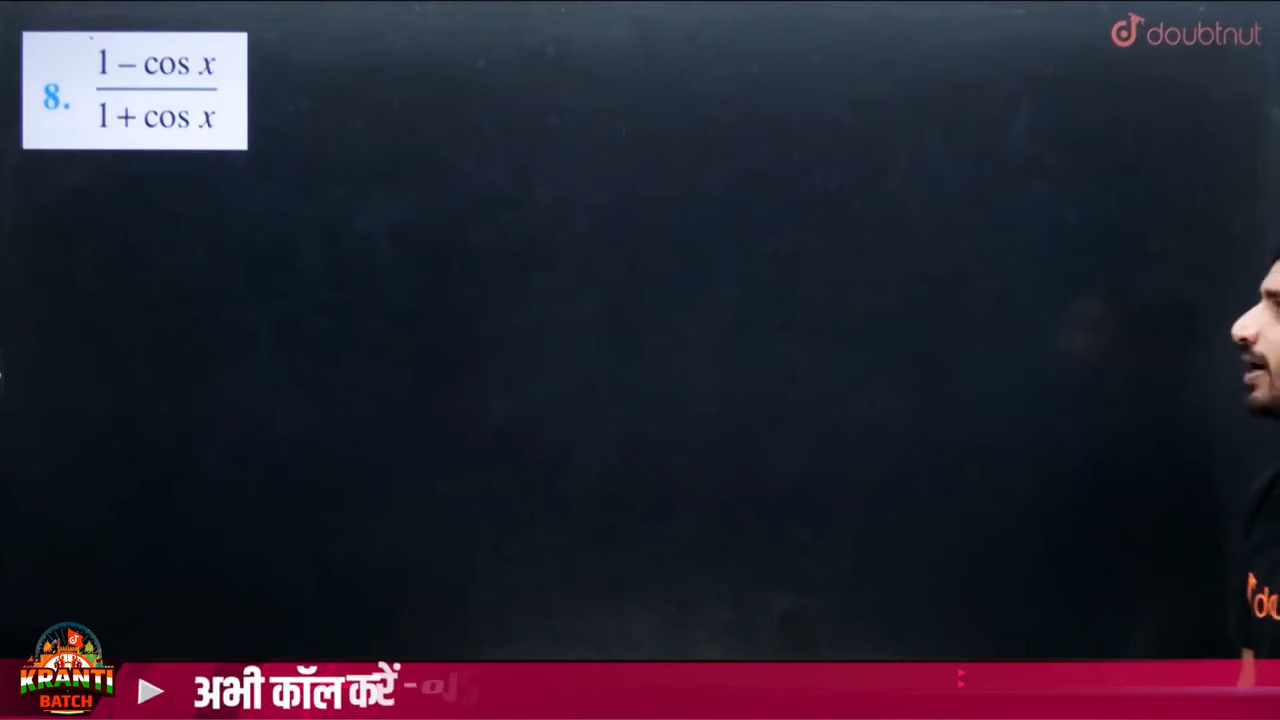 doubtnut
8. 1 – cos x
1 + cos x
KRANTI
BATCH
अभी कॉल करें -